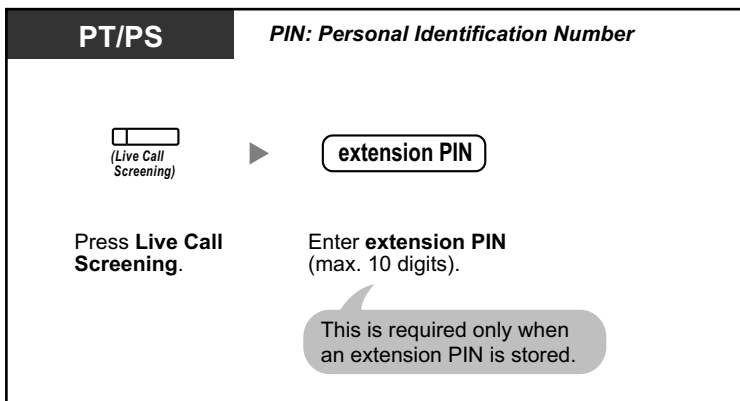 PT/PS
PIN: Personal Identification Number
(Live Call
Screening)
extension PIN
Press Live Call
Screening.
Enter extension PIN
(max. 10 digits).
This is required only when
an extension PIN is stored.